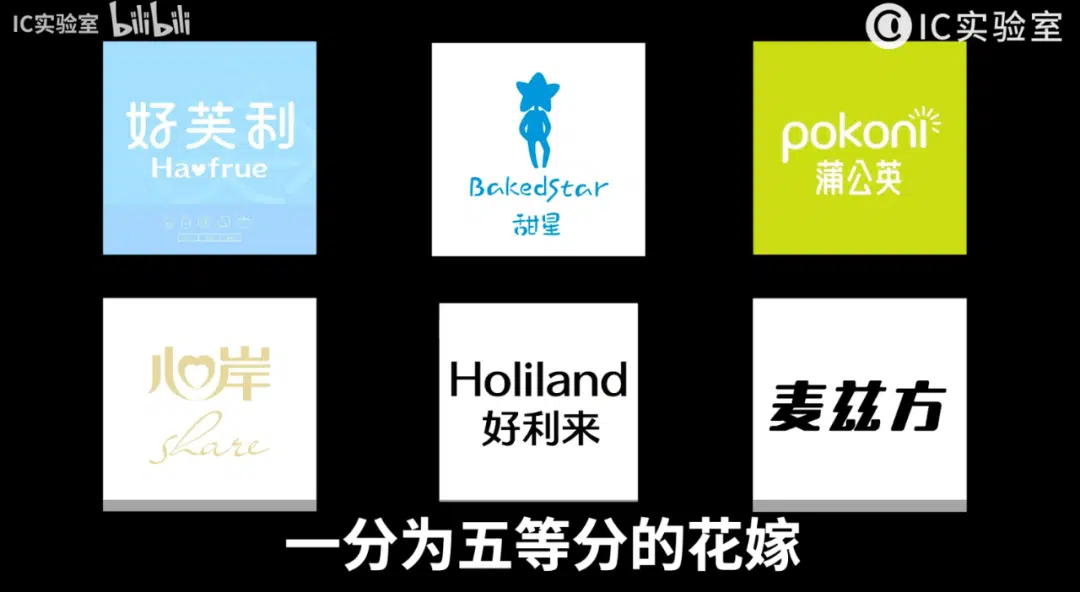 IC实验室 bilibili
IC实验室
好芙利
Ha♥frue
BakedStar
甜星
pokoni
蒲公英
心岸
share
Holiland
好利来
麦兹方
一分为五等分的花嫁